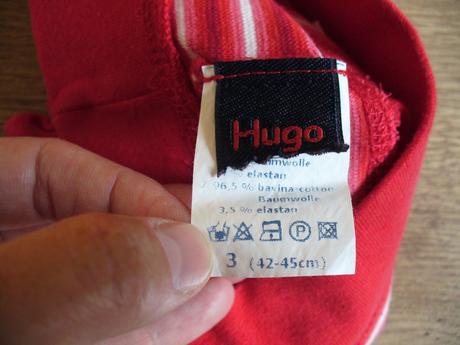 Hugo
Baumwolle
elastan
96,5 % bavlna-cotton
Baumwolle
3,5 % elastan
P
3 (42-45cm)